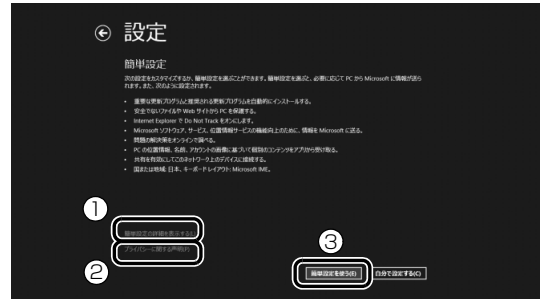 設定
簡単設定
次の設定をカスタマイズするか、簡単設定を選ぶことができます。簡単設定を選ぶと、必要に応じて PC から Microsoft に情報が送ら
れます。また、次のように設定されます。
• 重要な更新プログラムと推奨される更新プログラムを自動的にインストールする。
• 安全でないファイルや Web サイトから PC を保護する。
• Internet Explorer で Do Not Track をオンにします。
• Microsoft ソフトウェア、サービス、位置情報サービスの機能向上のために、情報を Microsoft に送る。
• 問題の解決策をオンラインで調べる。
• PC の位置情報、名前、アカウントの画像に基づいて個別のコンテンツをアプリから受け取る。
• 共有を有効にしてこのネットワーク上のデバイスに接続する。
• 国または地域: 日本、キーボード レイアウト: Microsoft IME。
①
簡単設定の詳細を表示する(L)
プライバシーに関する声明(P)
②
③
簡単設定を使う(E)
自分で設定する(C)